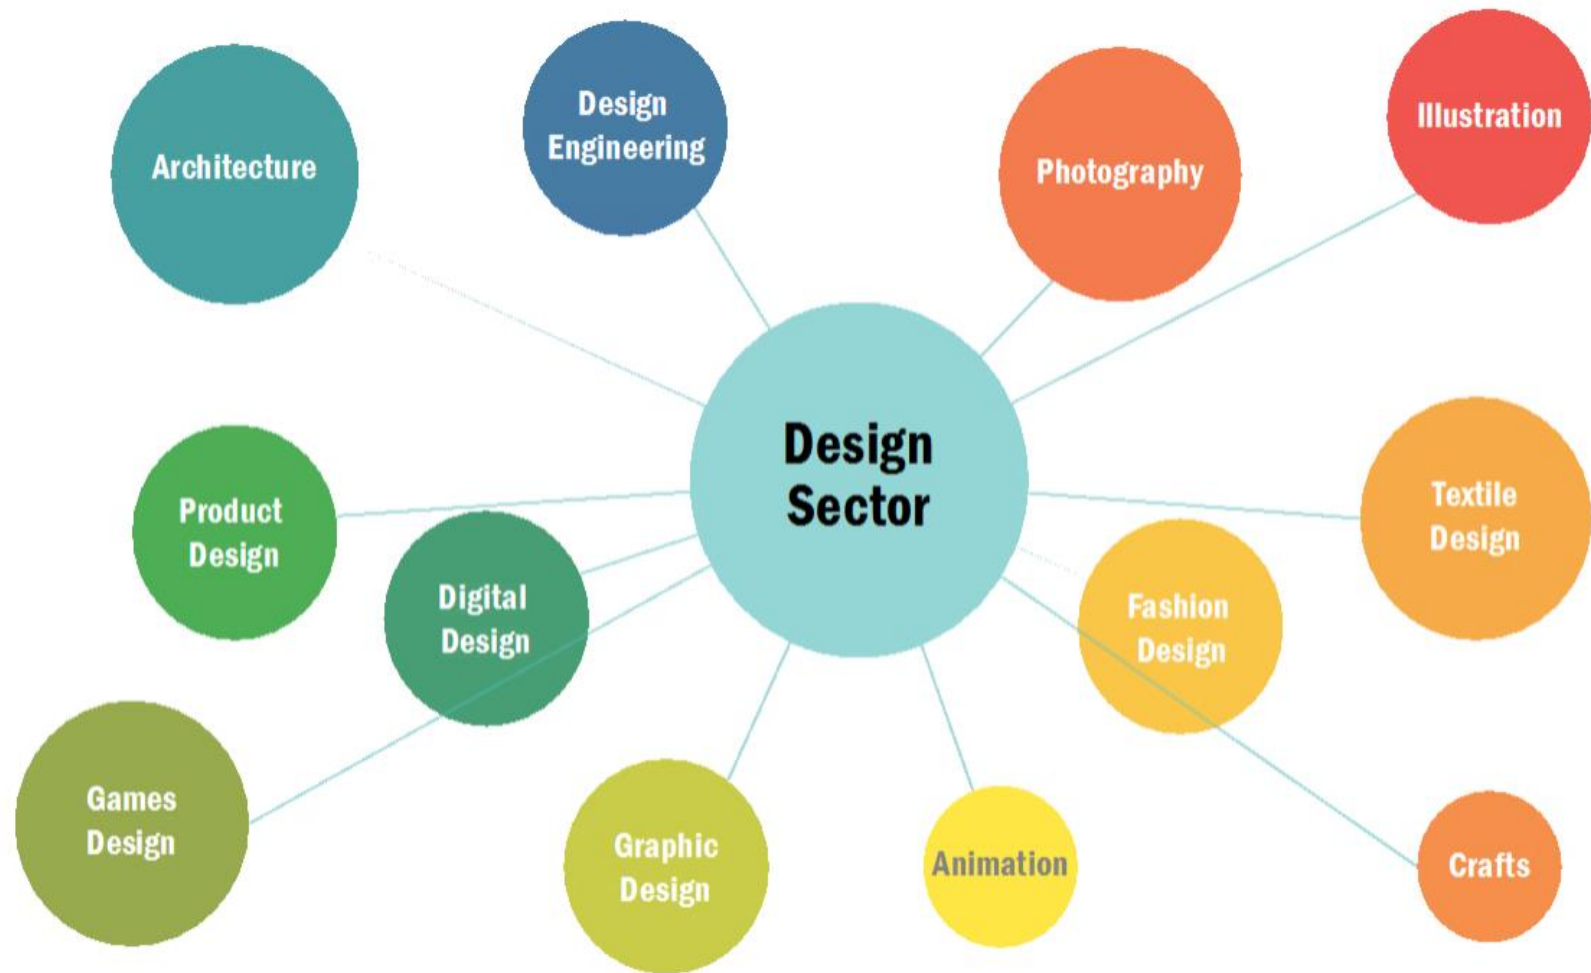 Architecture
Design
Engineering
Photography
Illustration
Design
Sector
Product
Design
Digital
Design
Fashion
Design
Textile
Design
Games
Design
Graphic
Design
Animation
Crafts